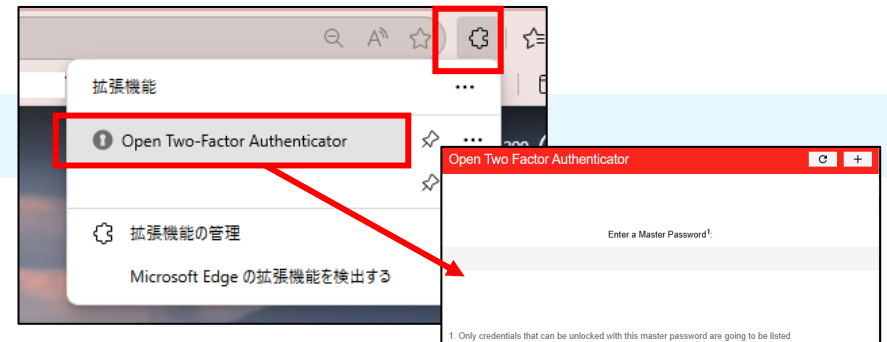 拡張機能
Open Two-Factor Authenticator
拡張機能の管理
Microsoft Edge の拡張機能を検出する
Open Two Factor Authenticator
Enter a Master Password¹:
1. Only credentials that can be unlocked with this master password are going to be listed